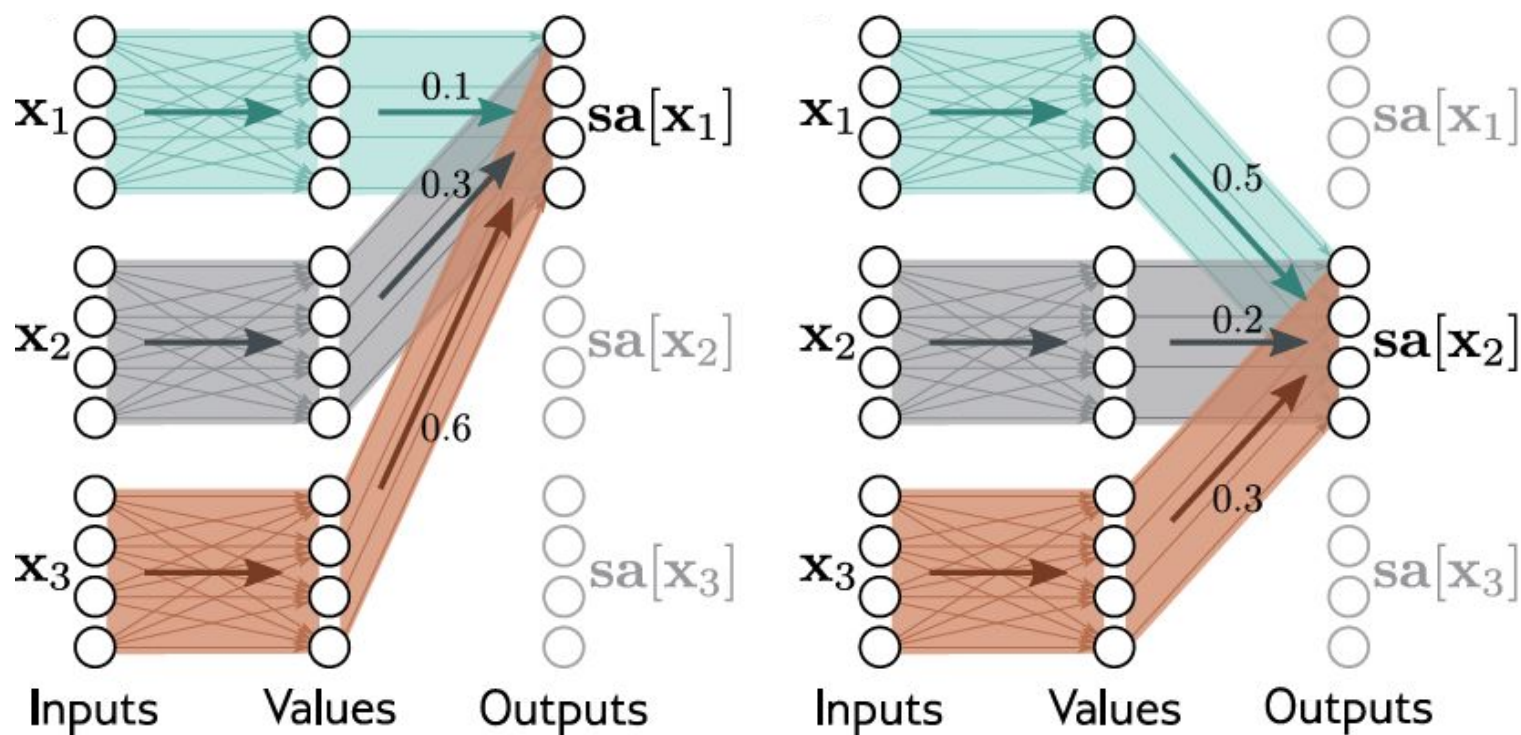 x₁
0.1
sa[x₁]
0.3
x₂
sa[x₂]
0.6
x₃
sa[x₃]
Inputs Values Outputs
x₁
0.5
sa[x₁]
x₂
0.2
sa[x₂]
0.3
x₃
sa[x₃]
Inputs Values Outputs